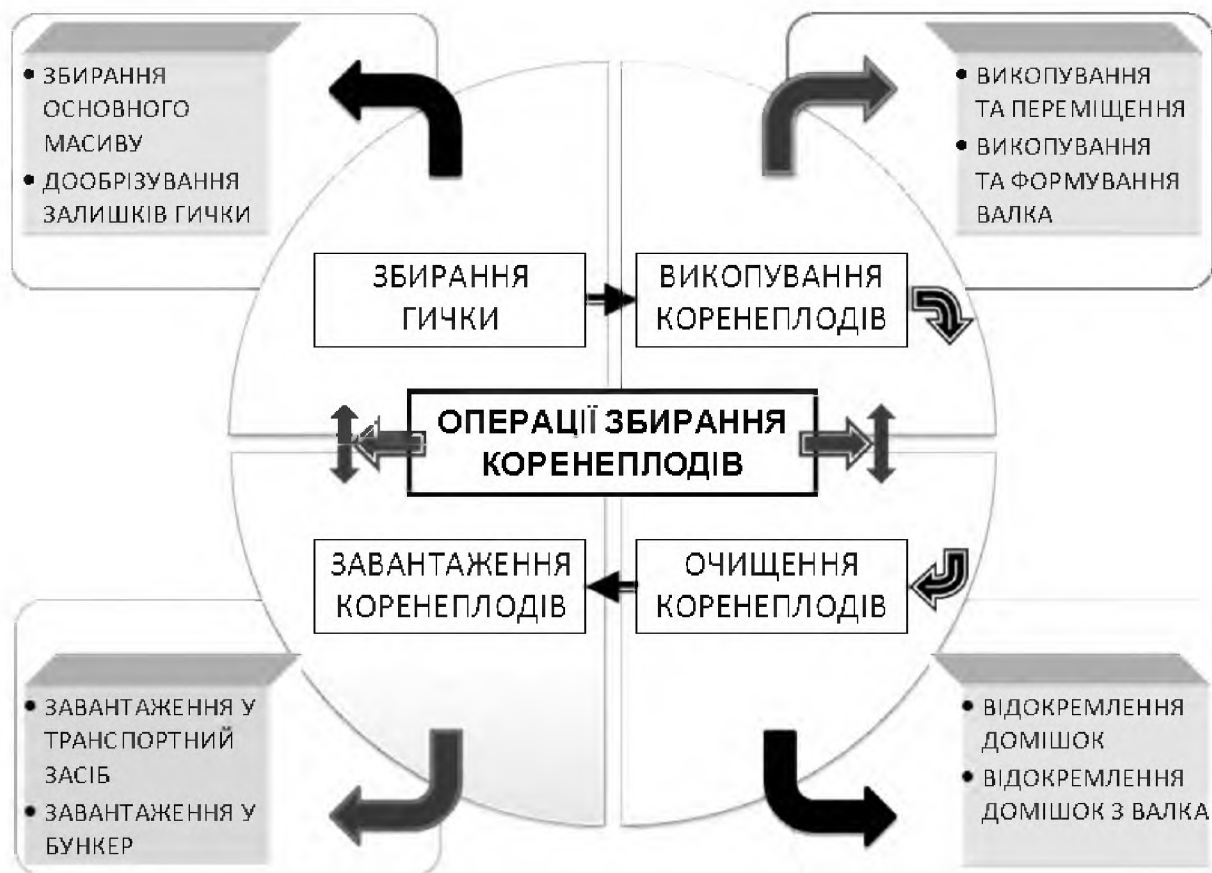 • ЗБИРАННЯ
ОСНОВНОГО
МАСИВУ
• ДООБРІЗУВАННЯ
ЗАЛИШКІВ ГИЧКИ
• ВИКОПУВАННЯ
ТА ПЕРЕМІЩЕННЯ
• ВИКОПУВАННЯ
ТА ФОРМУВАННЯ
ВАЛКА
ЗБИРАННЯ
ГИЧКИ
ВИКОПУВАННЯ
КОРЕНЕПЛОДІВ
ОПЕРАЦІЇ ЗБИРАННЯ
КОРЕНЕПЛОДІВ
ЗАВАНТАЖЕННЯ
КОРЕНЕПЛОДІВ
ОЧИЩЕННЯ
КОРЕНЕПЛОДІВ
• ЗАВАНТАЖЕННЯ У
ТРАНСПОРТНИЙ
ЗАСІБ
• ЗАВАНТАЖЕННЯ У
БУНКЕР
• ВІДОКРЕМЛЕННЯ
ДОМІШОК
• ВІДОКРЕМЛЕННЯ
ДОМІШОК З ВАЛКА